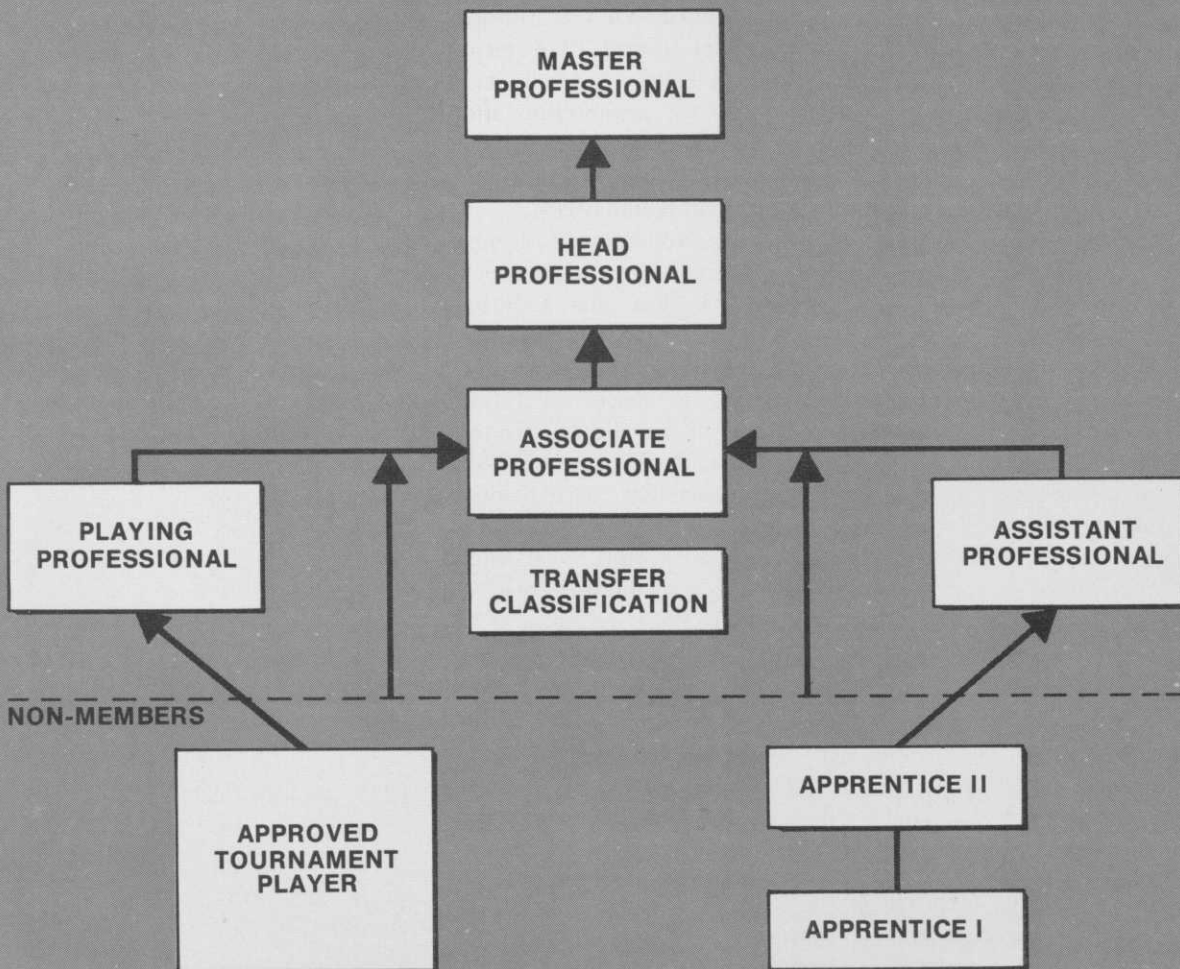 MASTER
PROFESSIONAL
HEAD
PROFESSIONAL
ASSOCIATE
PROFESSIONAL
PLAYING
PROFESSIONAL
ASSISTANT
PROFESSIONAL
TRANSFER
CLASSIFICATION
NON-MEMBERS
APPROVED
TOURNAMENT
PLAYER
APPRENTICE II
APPRENTICE I